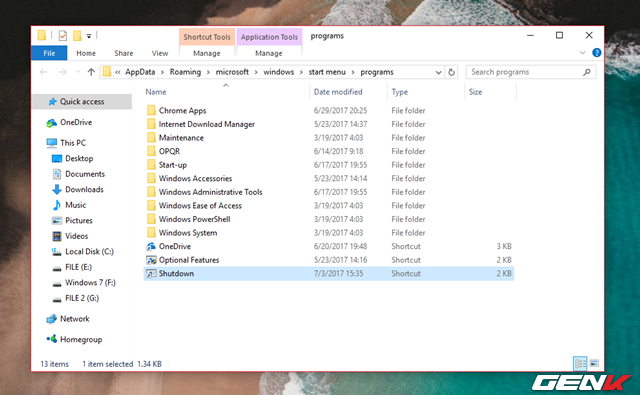 Shortcut Tools Application Tools programs
File Home Share View Manage Manage
« AppData › Roaming › microsoft › windows › start menu › programs Search programs
Name Date modified Type Size
Quick access
OneDrive
This PC
Desktop
Documents
Downloads
Music
Pictures
Videos
Local Disk (C:)
FILE (E:)
Windows 7 (F:)
FILE 2 (G:)
Network
Homegroup
Chrome Apps 6/29/2017 20:25 File folder
Internet Download Manager 5/23/2017 14:37 File folder
Maintenance 3/19/2017 4:03 File folder
OPQR 6/14/2017 9:18 File folder
Start-up 6/17/2017 19:55 File folder
Windows Accessories 5/23/2017 14:14 File folder
Windows Administrative Tools 6/17/2017 19:55 File folder
Windows Ease of Access 3/19/2017 4:03 File folder
Windows PowerShell 3/19/2017 4:03 File folder
Windows System 3/19/2017 4:03 File folder
OneDrive 6/20/2017 19:48 Shortcut 3 KB
Optional Features 5/23/2017 14:16 Shortcut 2 KB
Shutdown 7/3/2017 15:35 Shortcut 2 KB
13 items 1 item selected 1.34 KB
GENK